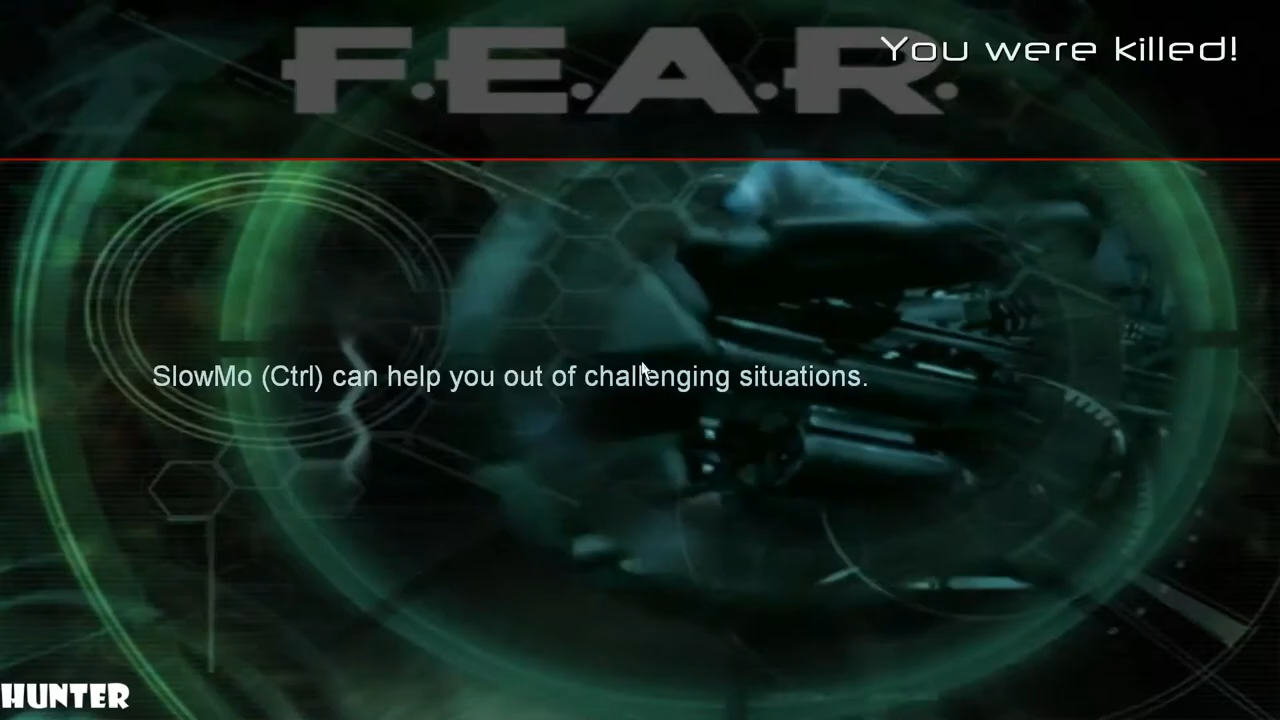 F.E.A.R.
You were killed!
SlowMo (Ctrl) can help you out of challenging situations.
HUNTER